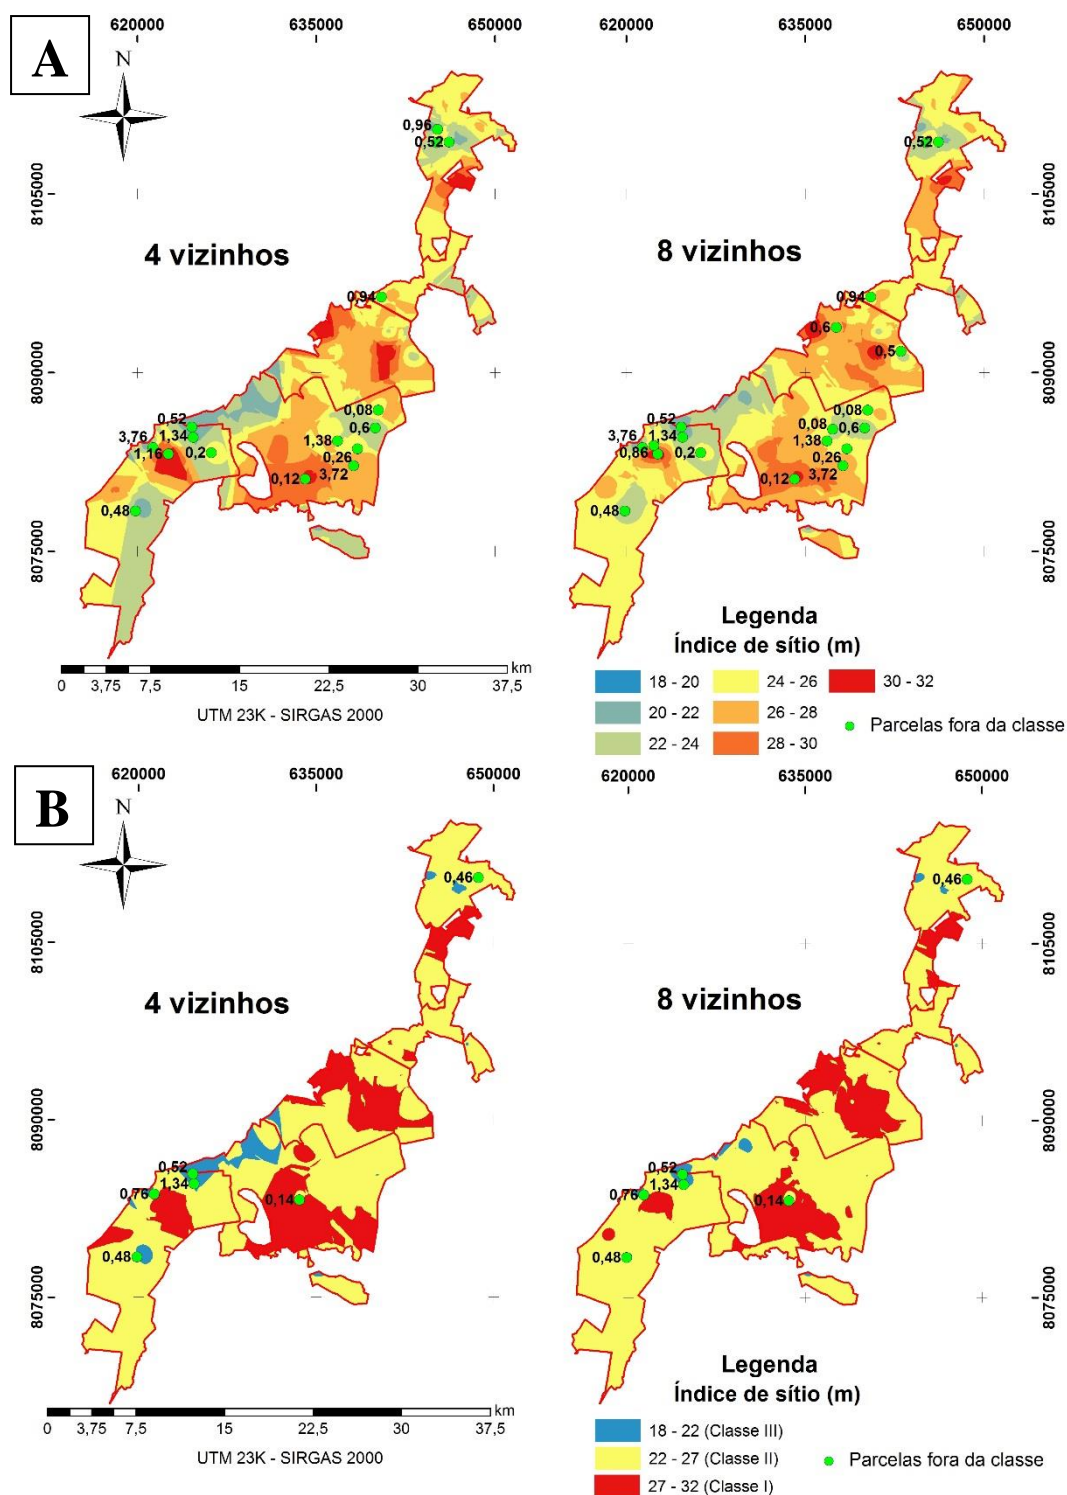 A
N
620000 635000 650000
620000 635000 650000
8105000
8090000
8075000
8105000
8090000
8075000
4 vizinhos
0,96
0,52
0,94
0,08
0,6
1,38
0,26
3,72
0,12
0,52
1,34
3,76
1,16
0,2
0,48
8 vizinhos
0,52
0,94
0,6
0,5
0,08
0,08
0,6
1,38
0,26
3,72
0,12
0,52
1,34
3,76
0,86
0,2
0,48
km
0 3,75 7,5 15 22,5 30 37,5
UTM 23K - SIRGAS 2000
Legenda
Índice de sítio (m)
18 - 20 24 - 26 30 - 32
20 - 22 26 - 28 Parcelas fora da classe
22 - 24 28 - 30
B
N
620000 635000 650000
620000 635000 650000
8105000
8090000
8075000
8105000
8090000
8075000
4 vizinhos
0,46
0,52
1,34
0,76
0,14
0,48
8 vizinhos
0,46
0,52
1,34
0,76
0,14
0,48
km
0 3,75 7,5 15 22,5 30 37,5
UTM 23K - SIRGAS 2000
Legenda
Índice de sítio (m)
18 - 22 (Classe III)
22 - 27 (Classe II) Parcelas fora da classe
27 - 32 (Classe I)